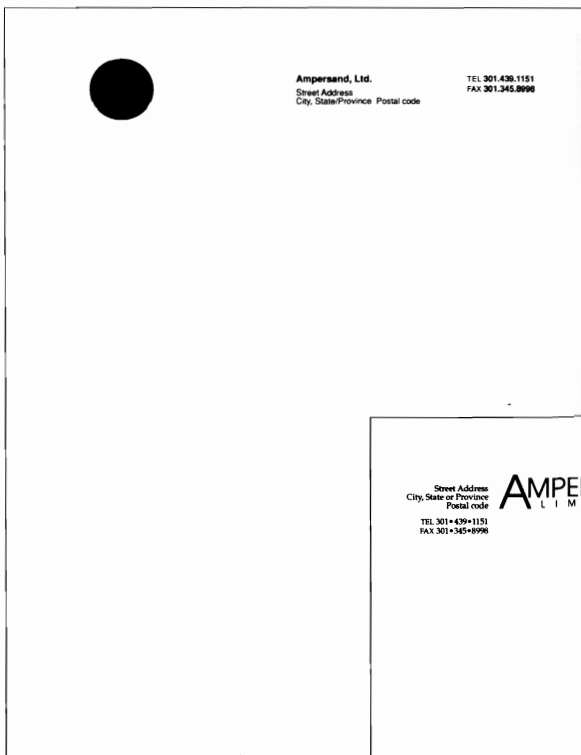 Ampersand, Ltd.
Street Address
City, State/Province Postal code
TEL 301.439.1151
FAX 301.345.8998
Street Address
City, State or Province
Postal code
TEL 301•439•1151
FAX 301•345•8998
AMPE
LIM